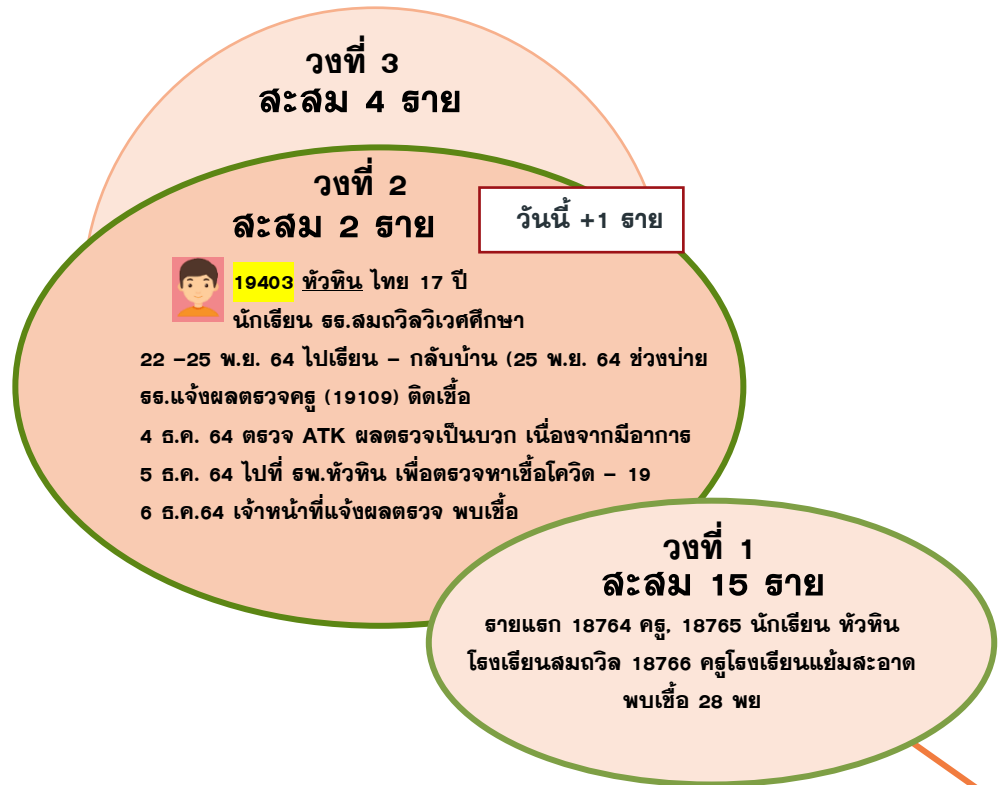 วงที่ 3
สะสม 4 ราย
วงที่ 2
สะสม 2 ราย
วันนี้ +1 ราย
19403 หัวหิน ไทย 17 ปี
นักเรียน รร.สมถวิลวิเวศศึกษา
22 –25 พ.ย. 64 ไปเรียน – กลับบ้าน (25 พ.ย. 64 ช่วงบ่าย
รร.แจ้งผลตรวจครู (19109) ติดเชื้อ
4 ธ.ค. 64 ตรวจ ATK ผลตรวจเป็นบวก เนื่องจากมีอาการ
5 ธ.ค. 64 ไปที่ รพ.หัวหิน เพื่อตรวจหาเชื้อโควิด – 19
6 ธ.ค.64 เจ้าหน้าที่แจ้งผลตรวจ พบเชื้อ
วงที่ 1
สะสม 15 ราย
รายแรก 18764 ครู, 18765 นักเรียน หัวหิน
โรงเรียนสมถวิล 18766 ครูโรงเรียนแย้มสะอาด
พบเชื้อ 28 พย